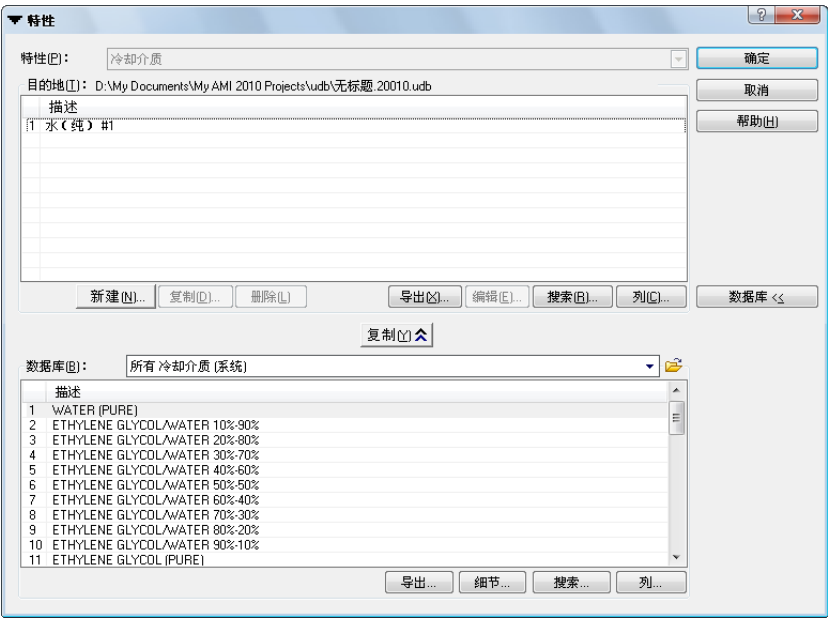 特性
特性(P)：
冷却介质
确定
目的地(T)： D:\My Documents\My AMI 2010 Projects\udb\无标题.20010.udb
取消
描述
帮助(H)
1 水(纯) #1
新建(N)... 复制(D)... 删除(L) 导出(X)... 编辑(E)... 搜索(R)... 列(C)... 数据库 <<
复制(Y)
数据库(B)： 所有 冷却介质 (系统)
描述
1 WATER (PURE)
2 ETHYLENE GLYCOL/WATER 10%-90%
3 ETHYLENE GLYCOL/WATER 20%-80%
4 ETHYLENE GLYCOL/WATER 30%-70%
5 ETHYLENE GLYCOL/WATER 40%-60%
6 ETHYLENE GLYCOL/WATER 50%-50%
7 ETHYLENE GLYCOL/WATER 60%-40%
8 ETHYLENE GLYCOL/WATER 70%-30%
9 ETHYLENE GLYCOL/WATER 80%-20%
10 ETHYLENE GLYCOL/WATER 90%-10%
11 ETHYLENE GLYCOL (PURE)
导出... 细节... 搜索... 列...